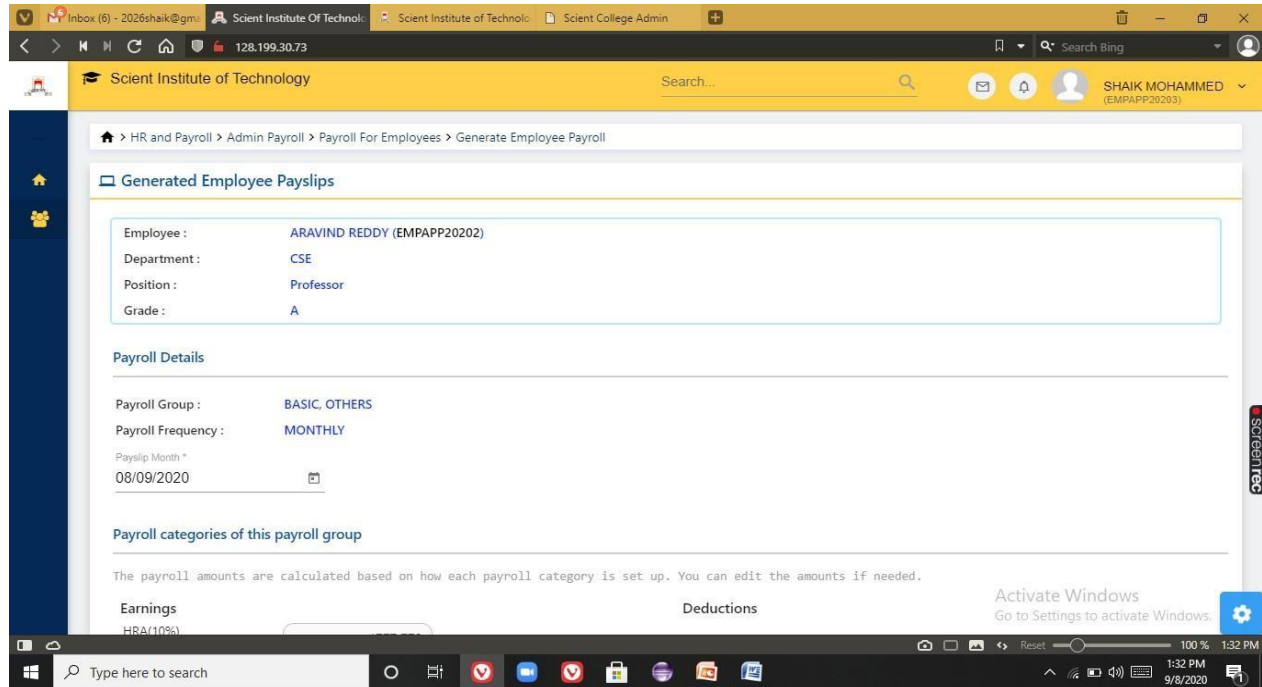 Inbox (6) - 2026shaik@gma
Scient Institute Of Technolo
Scient Institute of Technolo
Scient College Admin
128.199.30.73
Search Bing
Scient Institute of Technology
Search...
SHAIK MOHAMMED
(EMPAPP20203)
> HR and Payroll > Admin Payroll > Payroll For Employees > Generate Employee Payroll
Generated Employee Payslips
Employee : ARAVIND REDDY (EMPAPP20202)
Department : CSE
Position : Professor
Grade : A
Payroll Details
Payroll Group : BASIC, OTHERS
Payroll Frequency : MONTHLY
Payslip Month *
08/09/2020
Payroll categories of this payroll group
The payroll amounts are calculated based on how each payroll category is set up. You can edit the amounts if needed.
Earnings
Deductions
HRA(10%)
Activate Windows
Go to Settings to activate Windows.
screenrec
Reset
100 %
1:32 PM
Type here to search
1:32 PM
9/8/2020